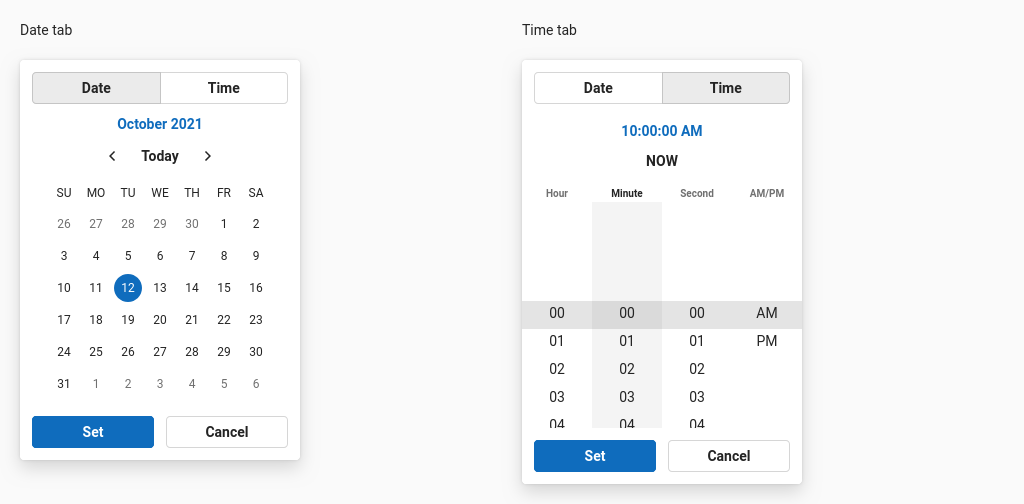 Date tab
Date Time
October 2021
Today
SU MO TU WE TH FR SA
26 27 28 29 30 1 2
3 4 5 6 7 8 9
10 11 12 13 14 15 16
17 18 19 20 21 22 23
24 25 26 27 28 29 30
31 1 2 3 4 5 6
Set Cancel
Time tab
Date Time
10:00:00 AM
NOW
Hour Minute Second AM/PM
00 00 00 AM
01 01 01 PM
02 02 02
03 03 03
04 04 04
Set Cancel